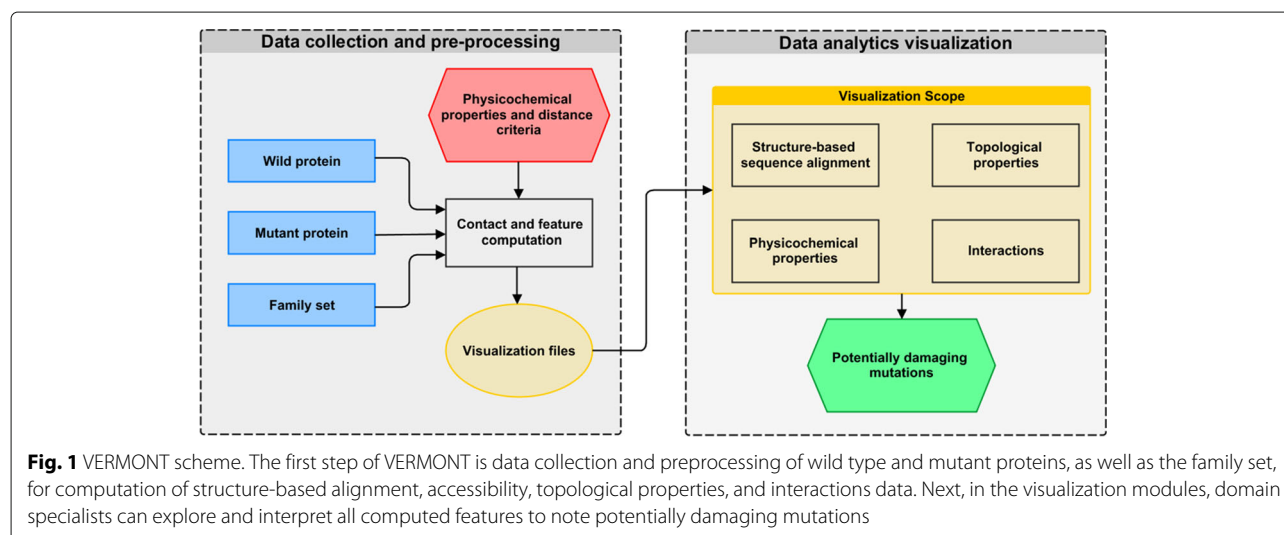 Data collection and pre-processing
Physicochemical
properties and distance
criteria
Wild protein
Mutant protein
Family set
Contact and feature
computation
Visualization files
Data analytics visualization
Visualization Scope
Structure-based
sequence alignment
Topological
properties
Physicochemical
properties
Interactions
Potentially damaging
mutations
Fig. 1 VERMONT scheme. The first step of VERMONT is data collection and preprocessing of wild type and mutant proteins, as well as the family set,
for computation of structure-based alignment, accessibility, topological properties, and interactions data. Next, in the visualization modules, domain
specialists can explore and interpret all computed features to note potentially damaging mutations